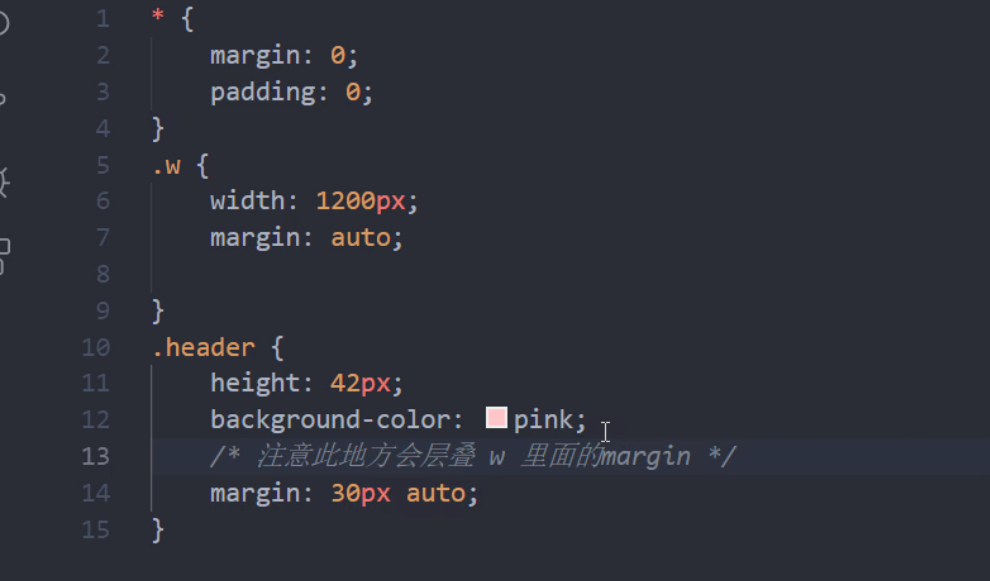 1 * {
2 margin: 0;
3 padding: 0;
4 }
5 .w {
6 width: 1200px;
7 margin: auto;
8
9 }
10 .header {
11 height: 42px;
12 background-color: pink;
13 /* 注意此地方会层叠 w 里面的margin */
14 margin: 30px auto;
15 }